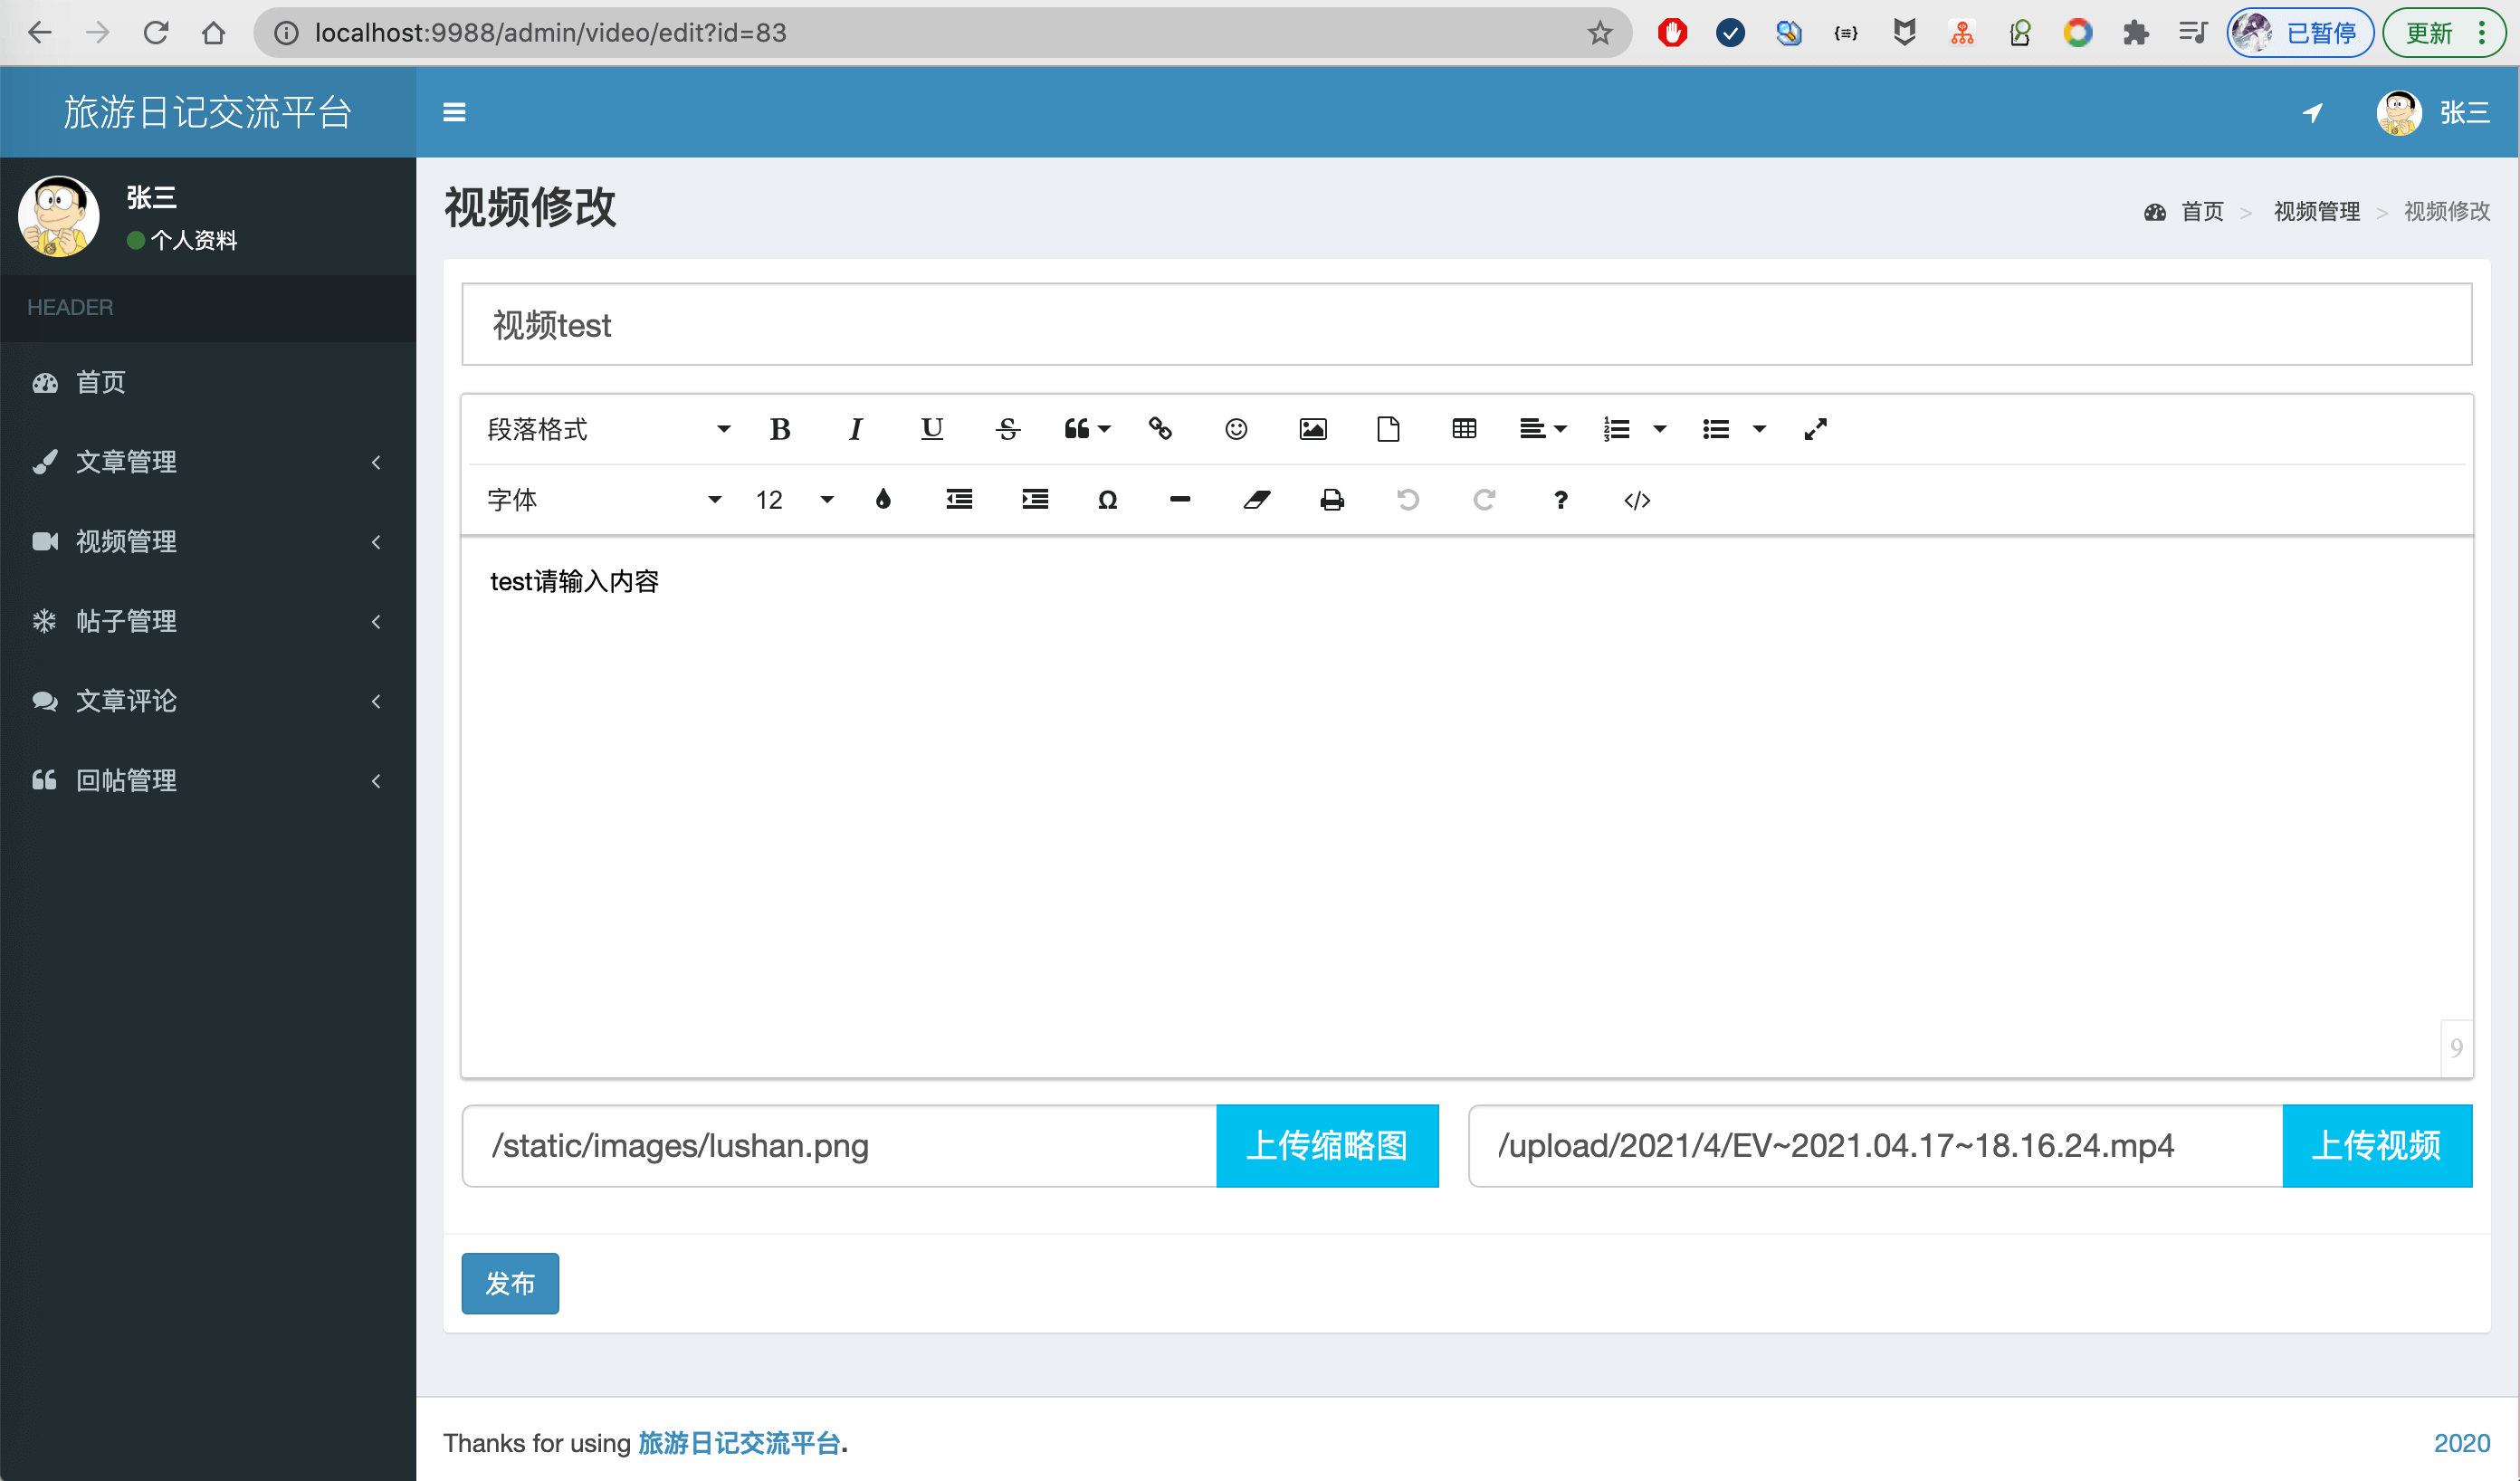 localhost:9988/admin/video/edit?id=83
已暂停
更新
旅游日记交流平台
张三
张三
个人资料
HEADER
首页
文章管理
视频管理
帖子管理
文章评论
回帖管理
视频修改
首页 > 视频管理 > 视频修改
视频test
段落格式 B I U S
字体 12 Ω ? </>
test请输入内容
9
/static/images/lushan.png 上传缩略图 /upload/2021/4/EV~2021.04.17~18.16.24.mp4 上传视频
发布
Thanks for using 旅游日记交流平台. 2020